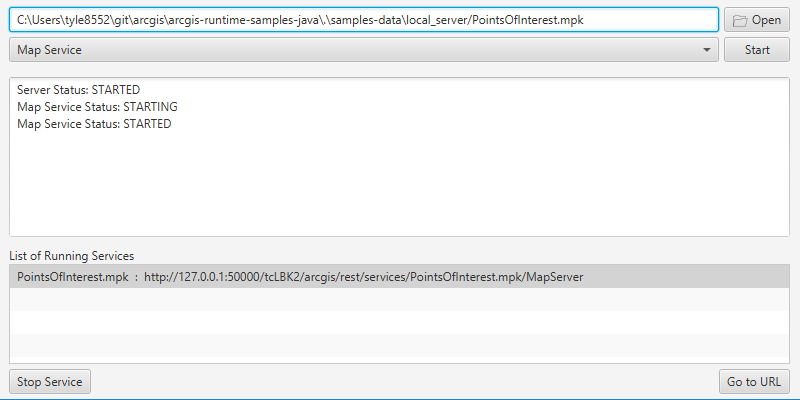 C:\Users\tyle8552\git\arcgis\arcgis-runtime-samples-java\.\samples-data\local_server/PointsOfInterest.mpk
Open
Map Service
Start
Server Status: STARTED
Map Service Status: STARTING
Map Service Status: STARTED
List of Running Services
PointsOfInterest.mpk : http://127.0.0.1:50000/tcLBK2/arcgis/rest/services/PointsOfInterest.mpk/MapServer
Stop Service
Go to URL